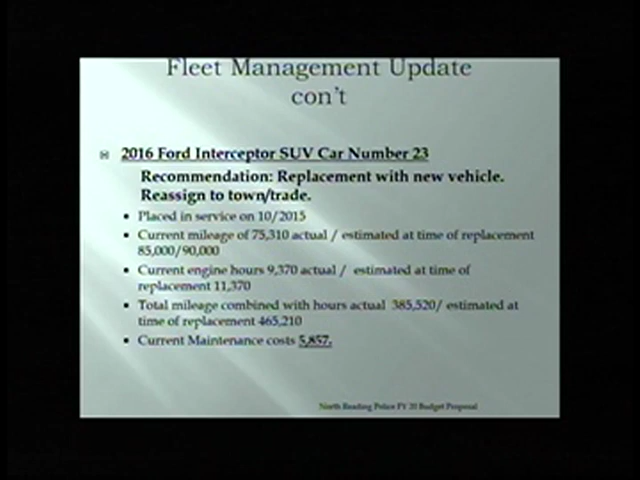 Fleet Management Update
con't
2016 Ford Interceptor SUV Car Number 23
Recommendation: Replacement with new vehicle.
Reassign to town/trade.
• Placed in service on 10/2015
• Current mileage of 75,310 actual / estimated at time of replacement
85,000/90,000
• Current engine hours 9,370 actual / estimated at time of
replacement 11,370
• Total mileage combined with hours actual 385,520/ estimated at
time of replacement 465,210
• Current Maintenance costs 5,857.
North Reading Police FY 20 Budget Proposal